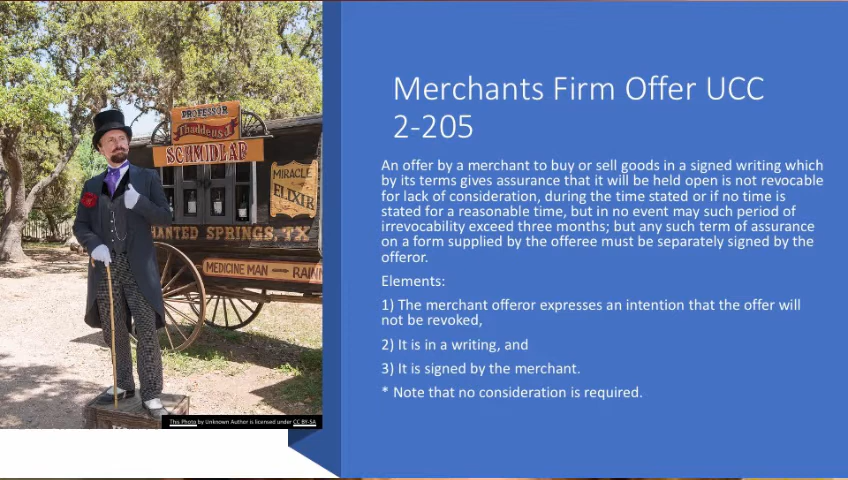 PROFESSOR
Thaddeus J.
SCHMIDLAP
MIRACLE
ELIXIR
HANTED SPRINGS, TX
MEDICINE MAN
RAIN
This Photo by Unknown Author is licensed under CC BY-SA
Merchants Firm Offer UCC
2-205
An offer by a merchant to buy or sell goods in a signed writing which
by its terms gives assurance that it will be held open is not revocable
for lack of consideration, during the time stated or if no time is
stated for a reasonable time, but in no event may such period of
irrevocability exceed three months; but any such term of assurance
on a form supplied by the offeree must be separately signed by the
offeror.
Elements:
1) The merchant offeror expresses an intention that the offer will
not be revoked,
2) It is in a writing, and
3) It is signed by the merchant.
* Note that no consideration is required.